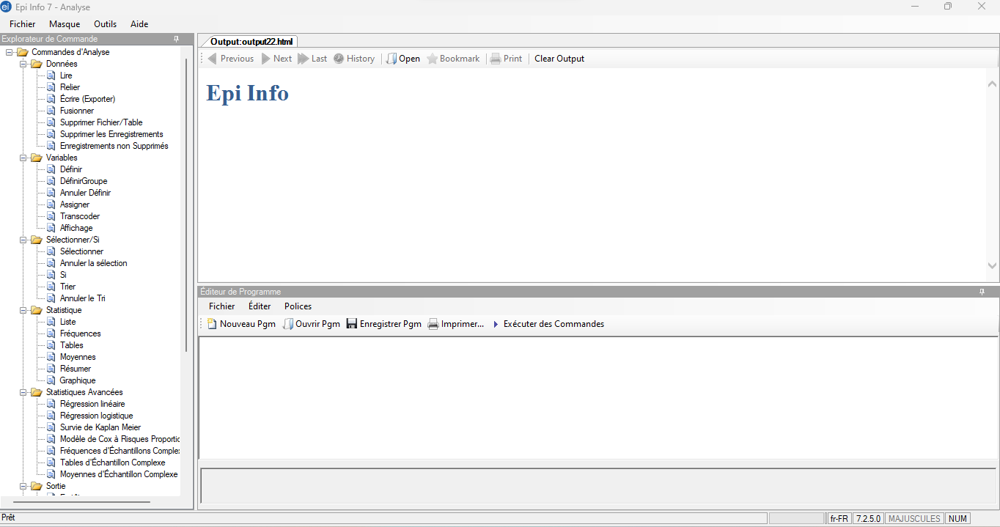 ei Epi Info 7 - Analyse
Fichier Masque Outils Aide
Explorateur de Commande
Commandes d'Analyse
Données
Lire
Relier
Écrire (Exporter)
Fusionner
Supprimer Fichier/Table
Supprimer les Enregistrements
Enregistrements non Supprimés
Variables
Définir
DéfinirGroupe
Annuler Définir
Assigner
Transcoder
Affichage
Sélectionner/Si
Sélectionner
Annuler la sélection
Si
Trier
Annuler le Tri
Statistique
Liste
Fréquences
Tables
Moyennes
Résumer
Graphique
Statistiques Avancées
Régression linéaire
Régression logistique
Survie de Kaplan Meier
Modèle de Cox à Risques Proportic
Fréquences d'Échantillons Comple
Tables d'Échantillon Complexe
Moyennes d'Échantillon Complexe
Sortie
Output:output22.html
Previous Next Last History Open Bookmark Print Clear Output
Epi Info
Éditeur de Programme
Fichier Éditer Polices
Nouveau Pgm Ouvrir Pgm Enregistrer Pgm Imprimer... Exécuter des Commandes
Prêt fr-FR 7.2.5.0 MAJUSCULES NUM